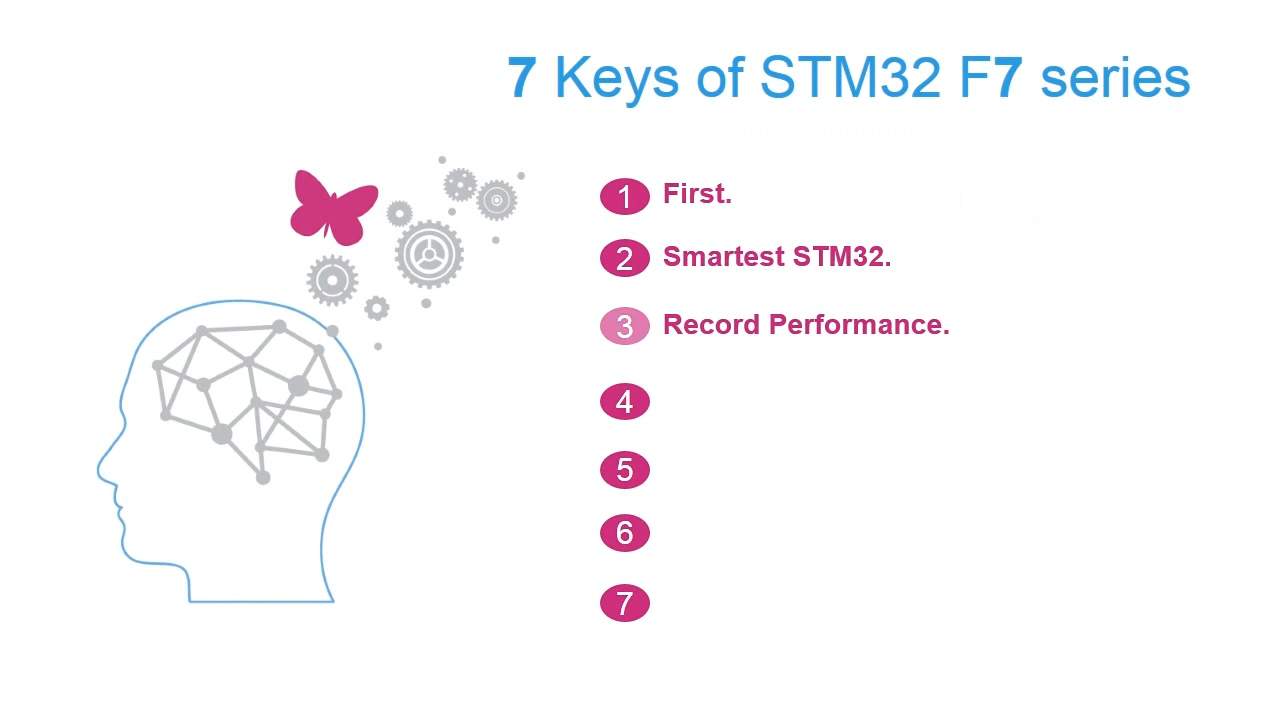 7 Keys of STM32 F7 series
1 First.
2 Smartest STM32.
3 Record Performance.
4
5
6
7